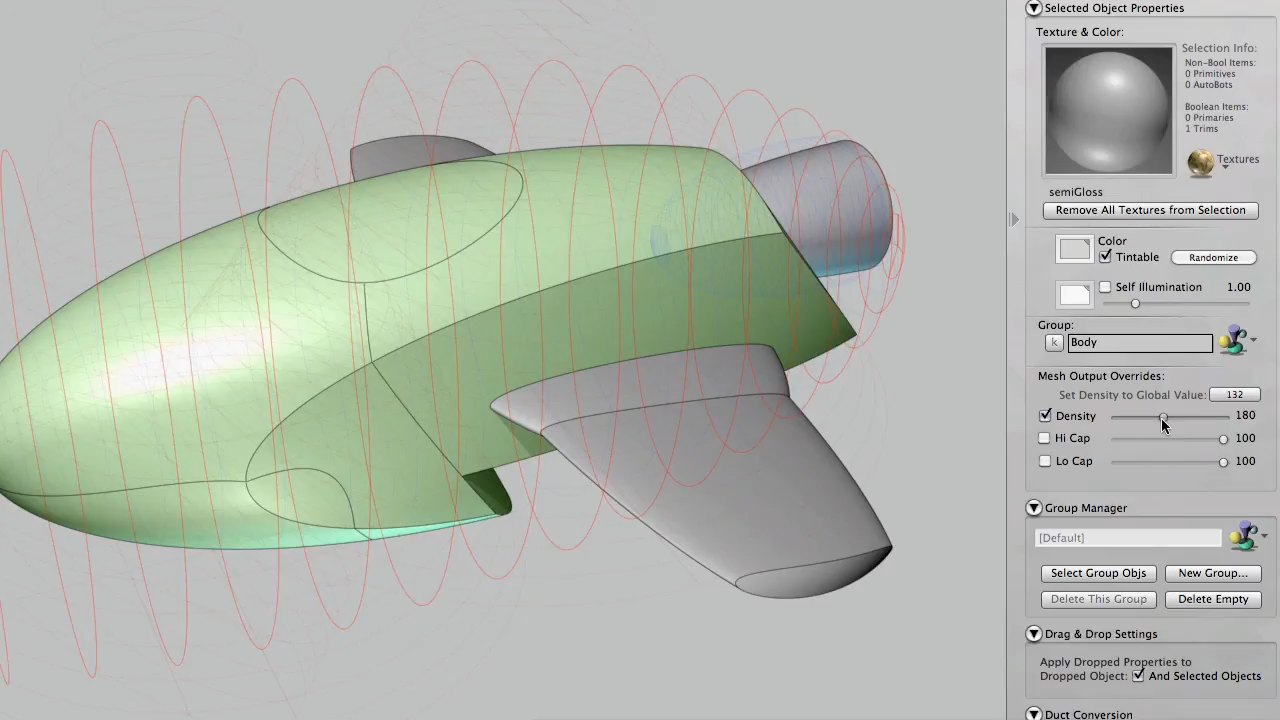 Selected Object Properties
Texture & Color:
Selection Info:
Non-Bool Items:
0 Primitives
0 AutoBots
Boolean Items:
0 Primaries
1 Trims
Textures
semiGloss
Remove All Textures from Selection
Color
Tintable
Randomize
Self Illumination 1.00
Group:
k Body
Mesh Output Overrides:
Set Density to Global Value: 132
Density 180
Hi Cap 100
Lo Cap 100
Group Manager
[Default]
Select Group Objs New Group...
Delete This Group Delete Empty
Drag & Drop Settings
Apply Dropped Properties to
Dropped Object: And Selected Objects
Duct Conversion